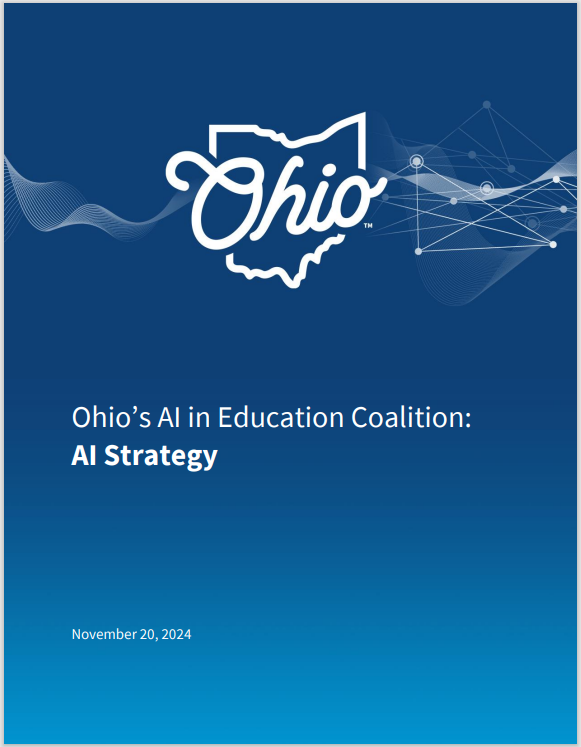 Ohio
TM
Ohio's AI in Education Coalition:
AI Strategy
November 20, 2024